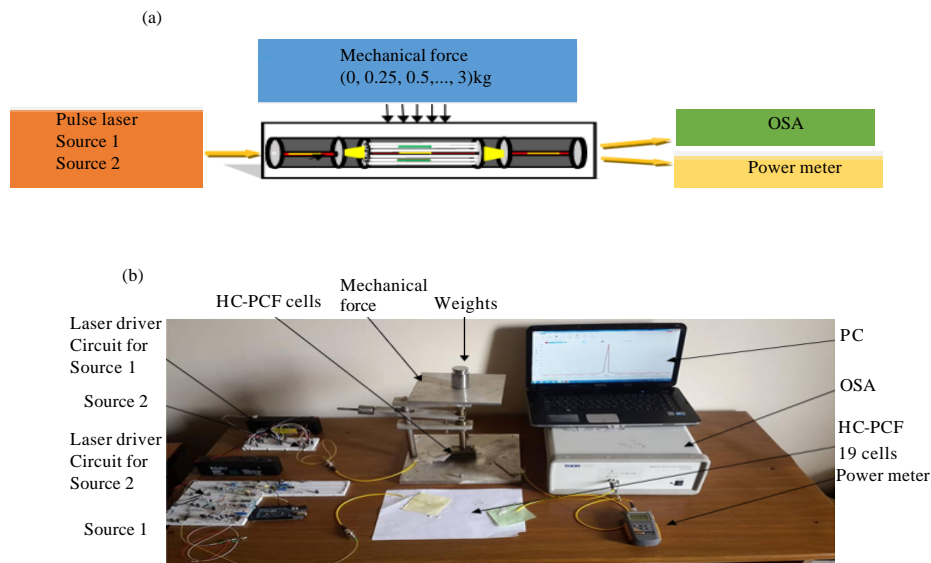 (a)
Mechanical force
(0, 0.25, 0.5,..., 3)kg
Pulse laser
Source 1
Source 2
OSA
Power meter
(b)
HC-PCF cells
Mechanical
force
Weights
Laser driver
Circuit for
Source 1
Source 2
Laser driver
Circuit for
Source 2
Source 1
PC
OSA
HC-PCF
19 cells
Power meter
THORLABS